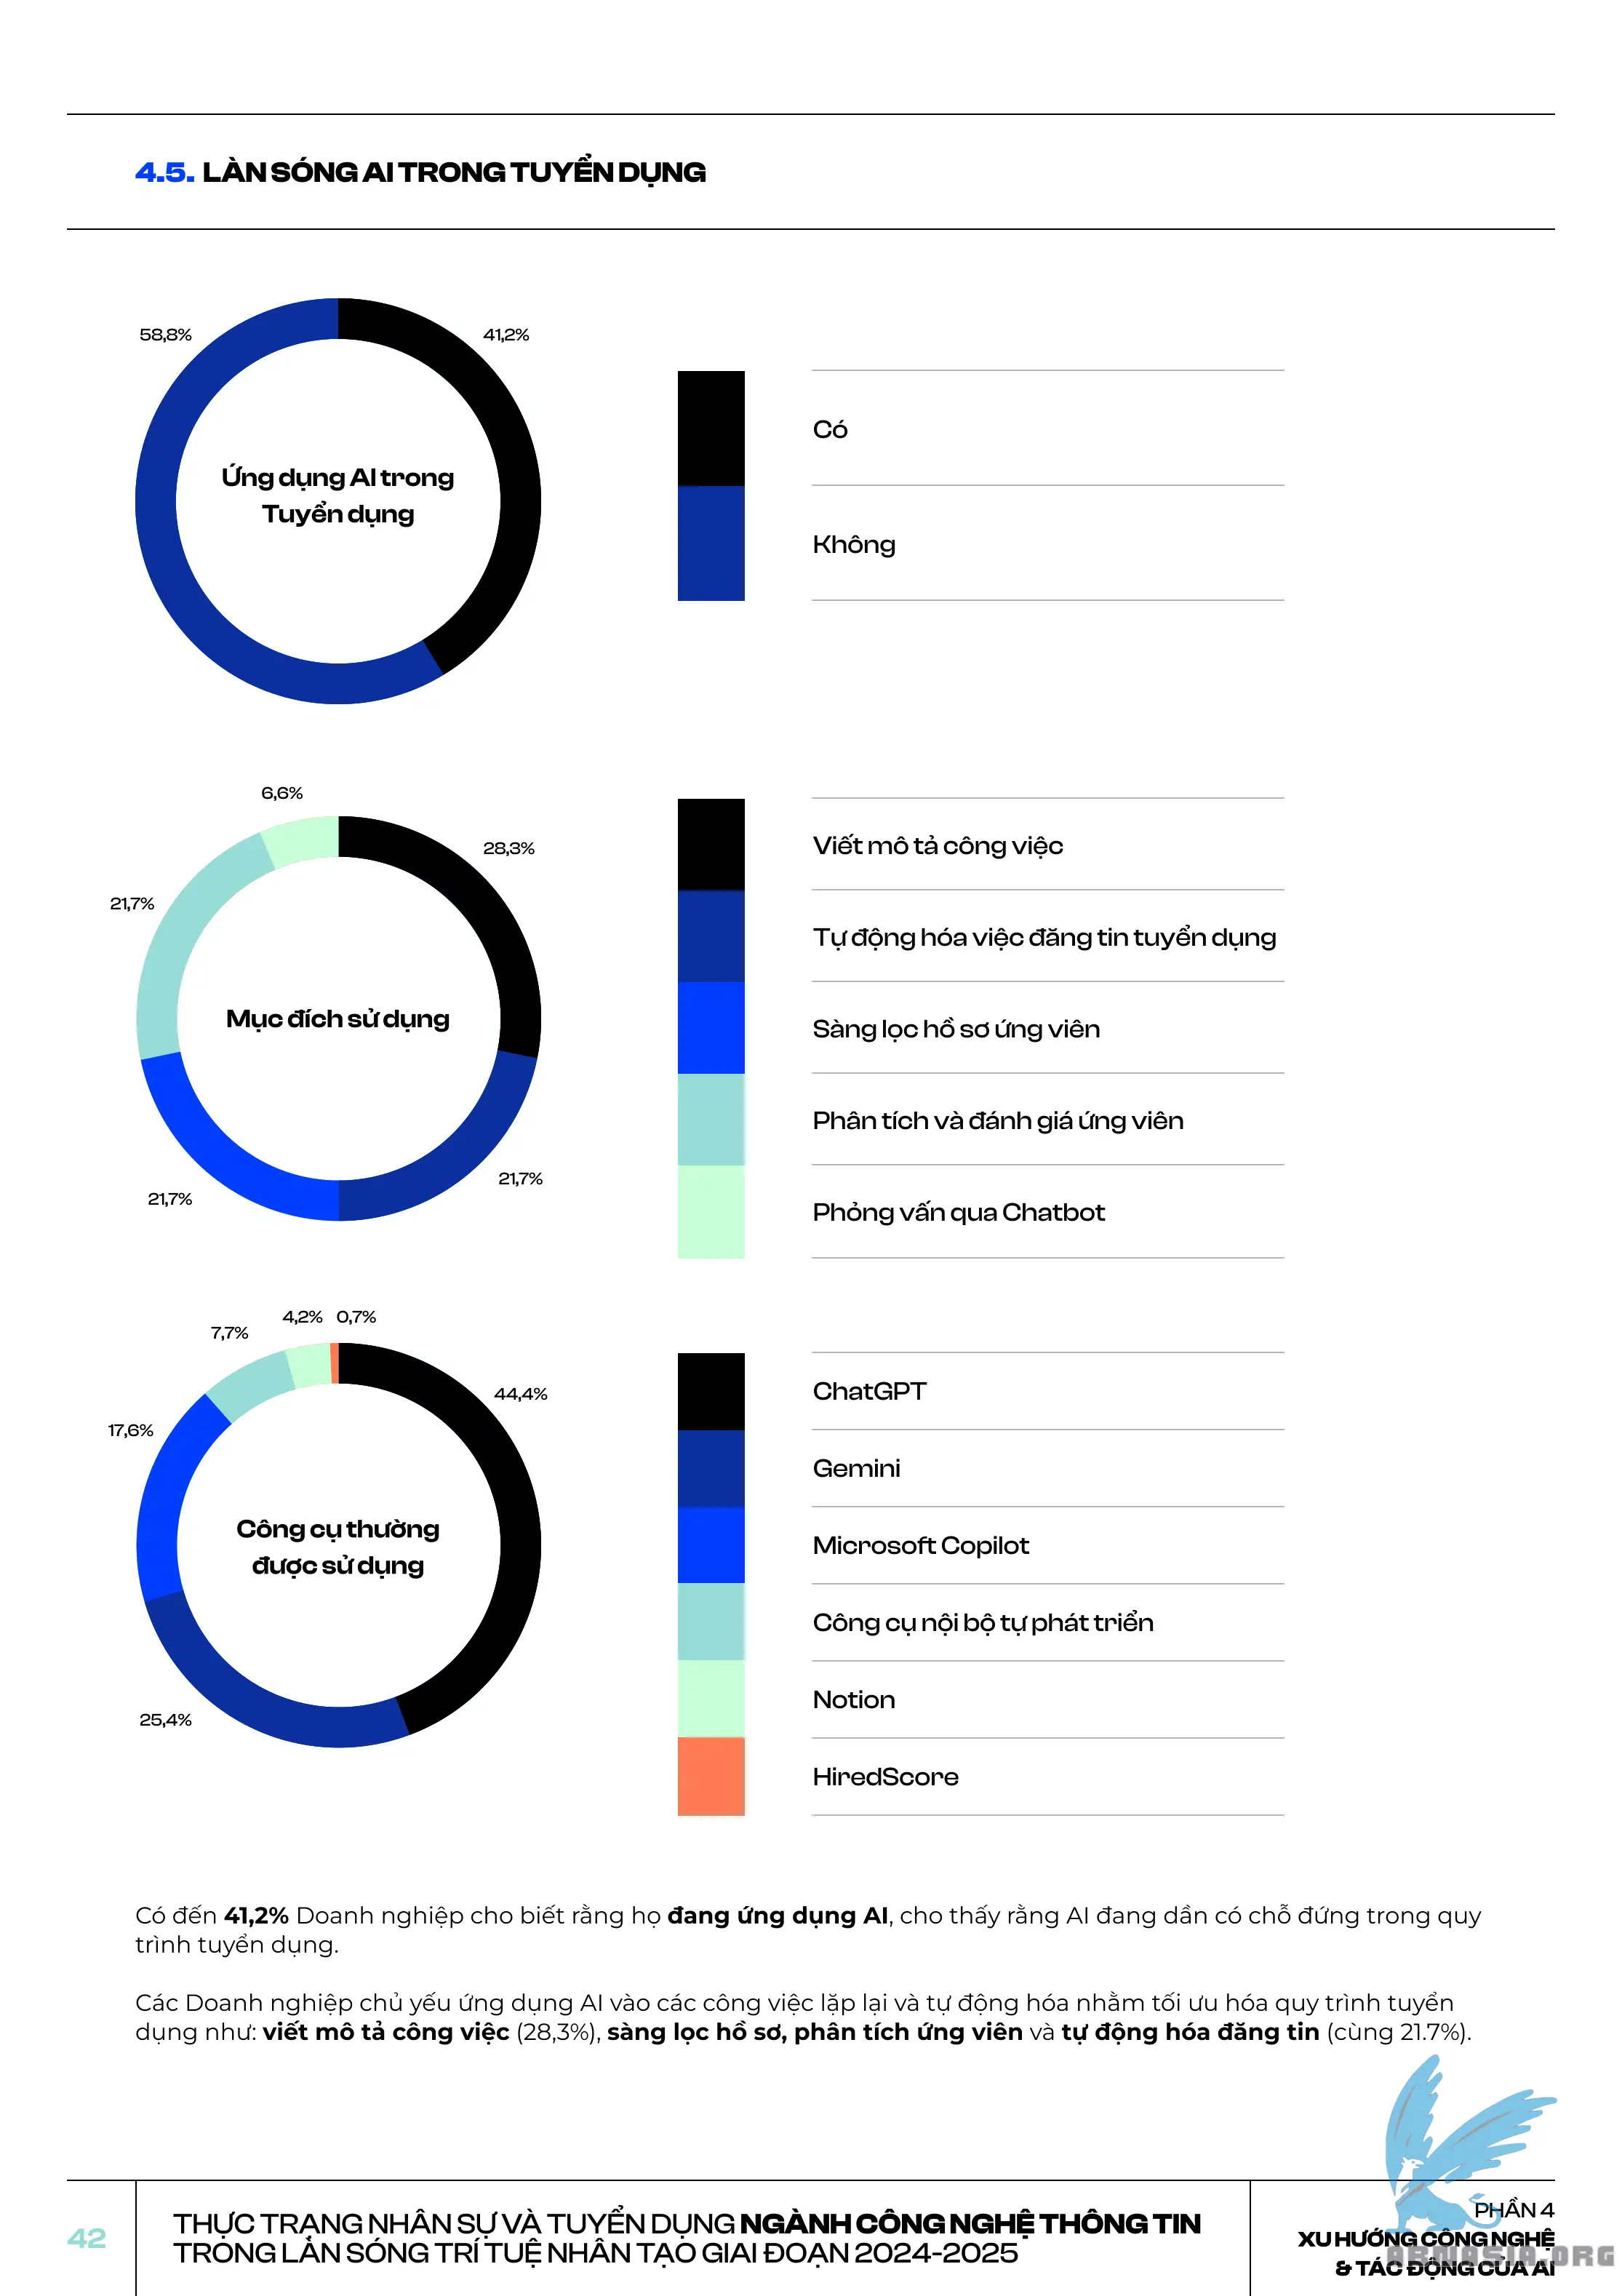 4.5. LÀN SÓNG AI TRONG TUYỂN DỤNG
58,8%
41,2%
Ứng dụng AI trong
Tuyển dụng
Có
Không
6,6%
28,3%
21,7%
Mục đích sử dụng
21,7%
21,7%
Viết mô tả công việc
Tự động hóa việc đăng tin tuyển dụng
Sàng lọc hồ sơ ứng viên
Phân tích và đánh giá ứng viên
Phỏng vấn qua Chatbot
4,2%
0,7%
7,7%
44,4%
17,6%
Công cụ thường
được sử dụng
25,4%
ChatGPT
Gemini
Microsoft Copilot
Công cụ nội bộ tự phát triển
Notion
HiredScore
Có đến 41,2% Doanh nghiệp cho biết rằng họ đang ứng dụng AI, cho thấy rằng AI đang dần có chỗ đứng trong quy
trình tuyển dụng.
Các Doanh nghiệp chủ yếu ứng dụng AI vào các công việc lặp lại và tự động hóa nhằm tối ưu hóa quy trình tuyển
dụng như: viết mô tả công việc (28,3%), sàng lọc hồ sơ, phân tích ứng viên và tự động hóa đăng tin (cùng 21.7%).
42
THỰC TRẠNG NHÂN SỰ VÀ TUYỂN DỤNG NGÀNH CÔNG NGHỆ THÔNG TIN
TRONG LÀN SÓNG TRÍ TUỆ NHÂN TẠO GIAI ĐOẠN 2024-2025
PHẦN 4
XU HƯỚNG CÔNG NGHỆ
& TÁC ĐỘNG CỦA AI
ARMASIA.ORG